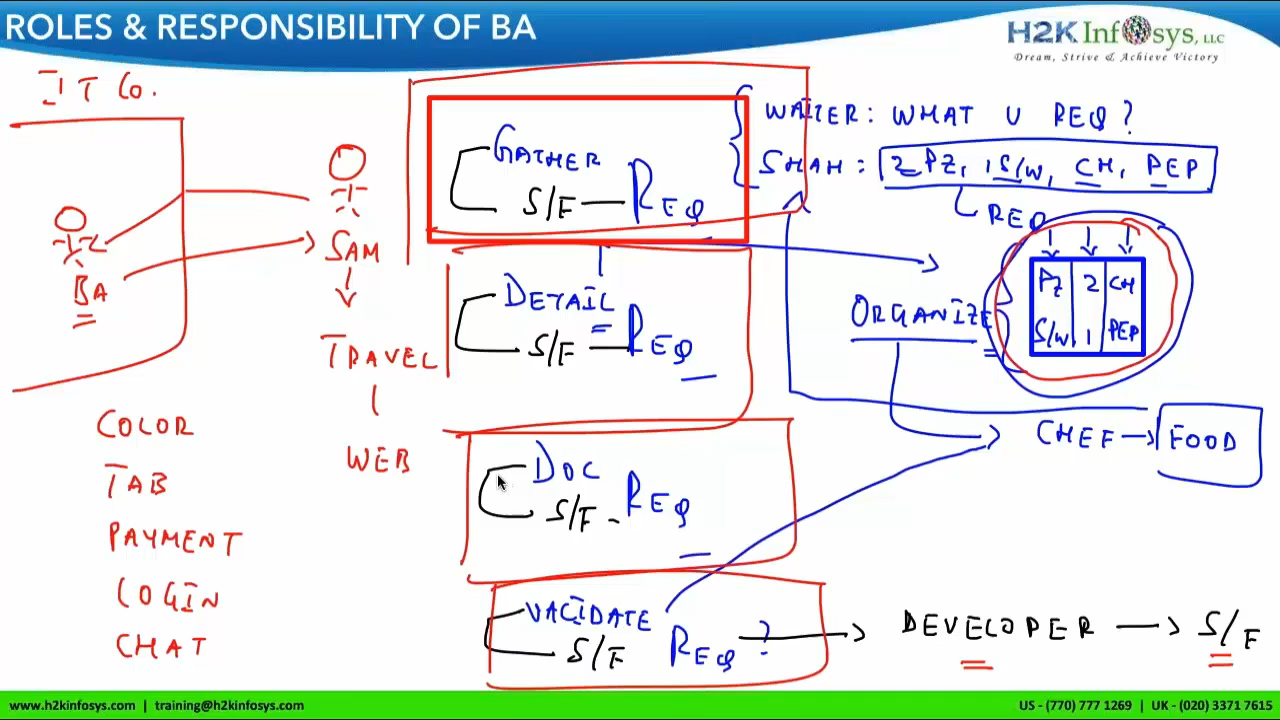 ROLES & RESPONSIBILITY OF BA
H2K Infosys, LLC
Dream, Strive & Achieve Victory
IT Co.
BA
SAM
TRAVEL
WEB
COLOR
TAB
PAYMENT
LOGIN
CHAT
GATHER
S/F - REQ
DETAIL
S/F - REQ
DOC
S/F - REQ
VALIDATE
S/F REQ ?
WAITER: WHAT U REQ?
SHAH: 2 PZ, 1 S/W, CH, PEP
REQ
ORGANIZE
PZ 2 CH
S/W 1 PEP
CHEF → FOOD
DEVELOPER → S/F
www.h2kinfosys.com | training@h2kinfosys.com
US - (770) 777 1269 | UK - (020) 3371 7615